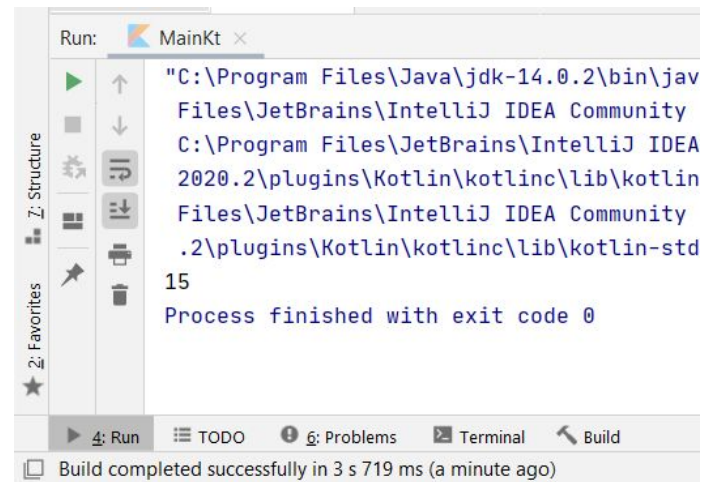 Run: MainKt
"C:\Program Files\Java\jdk-14.0.2\bin\jav
Files\JetBrains\IntelliJ IDEA Community
C:\Program Files\JetBrains\IntelliJ IDEA
2020.2\plugins\Kotlin\kotlinc\lib\kotlin
Files\JetBrains\IntelliJ IDEA Community
.2\plugins\Kotlin\kotlinc\lib\kotlin-std
15
Process finished with exit code 0
Z: Structure
2: Favorites
4: Run TODO 6: Problems Terminal Build
Build completed successfully in 3 s 719 ms (a minute ago)